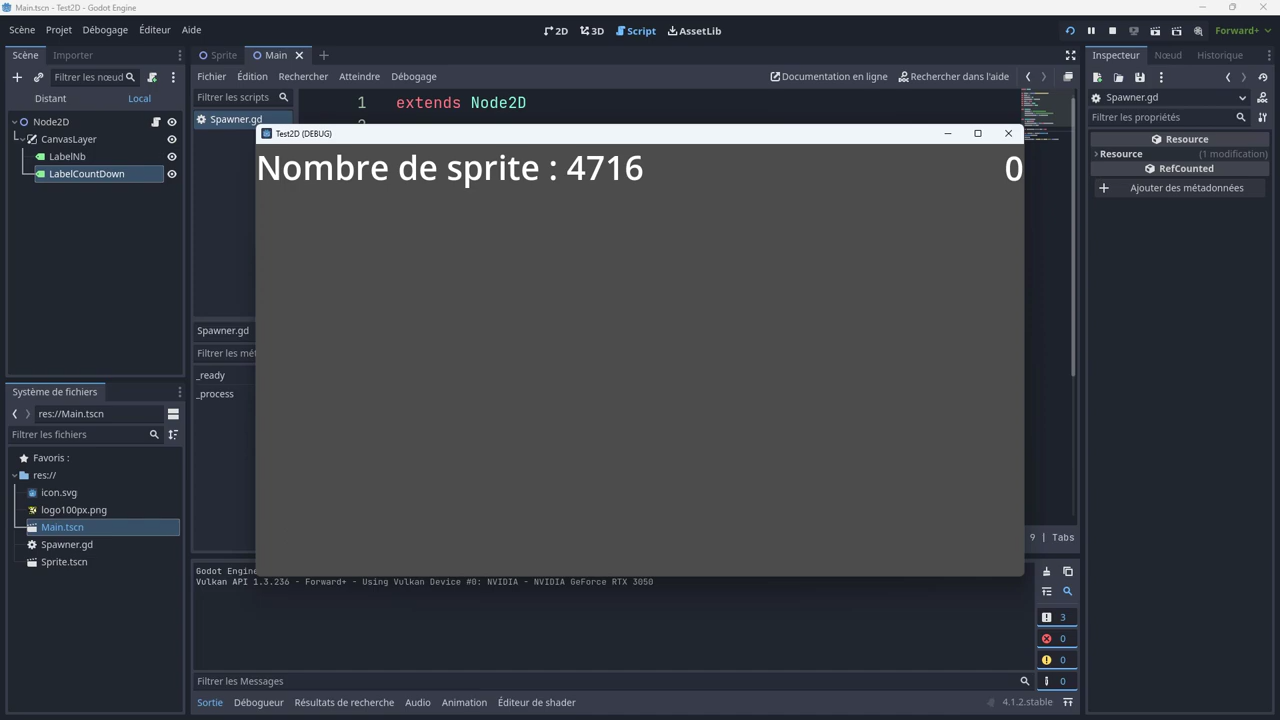 Main.tscn - Test2D - Godot Engine
Scène Projet Débogage Éditeur Aide
2D 3D Script AssetLib
Forward+
Scène Importer
Filtrer les nœud
Distant Local
Node2D
CanvasLayer
LabelNb
LabelCountDown
Sprite Main
Fichier Édition Rechercher Atteindre Débogage
Documentation en ligne Rechercher dans l'aide
Filtrer les scripts
Spawner.gd
1 extends Node2D
Test2D (DEBUG)
Nombre de sprite : 4716 0
Spawner.gd
Filtrer les mé
_ready
_process
9 | Tabs
Système de fichiers
res://Main.tscn
Filtrer les fichiers
Favoris :
res://
icon.svg
logo100px.png
Main.tscn
Spawner.gd
Sprite.tscn
Godot Engine
Vulkan API 1.3.236 - Forward+ - Using Vulkan Device #0: NVIDIA - NVIDIA GeForce RTX 3050
3
0
0
0
Filtrer les Messages
Sortie Débogueur Résultats de recherche Audio Animation Éditeur de shader
4.1.2.stable
Inspecteur Nœud Historique
Spawner.gd
Filtrer les propriétés
Resource
Resource (1 modification)
RefCounted
Ajouter des métadonnées